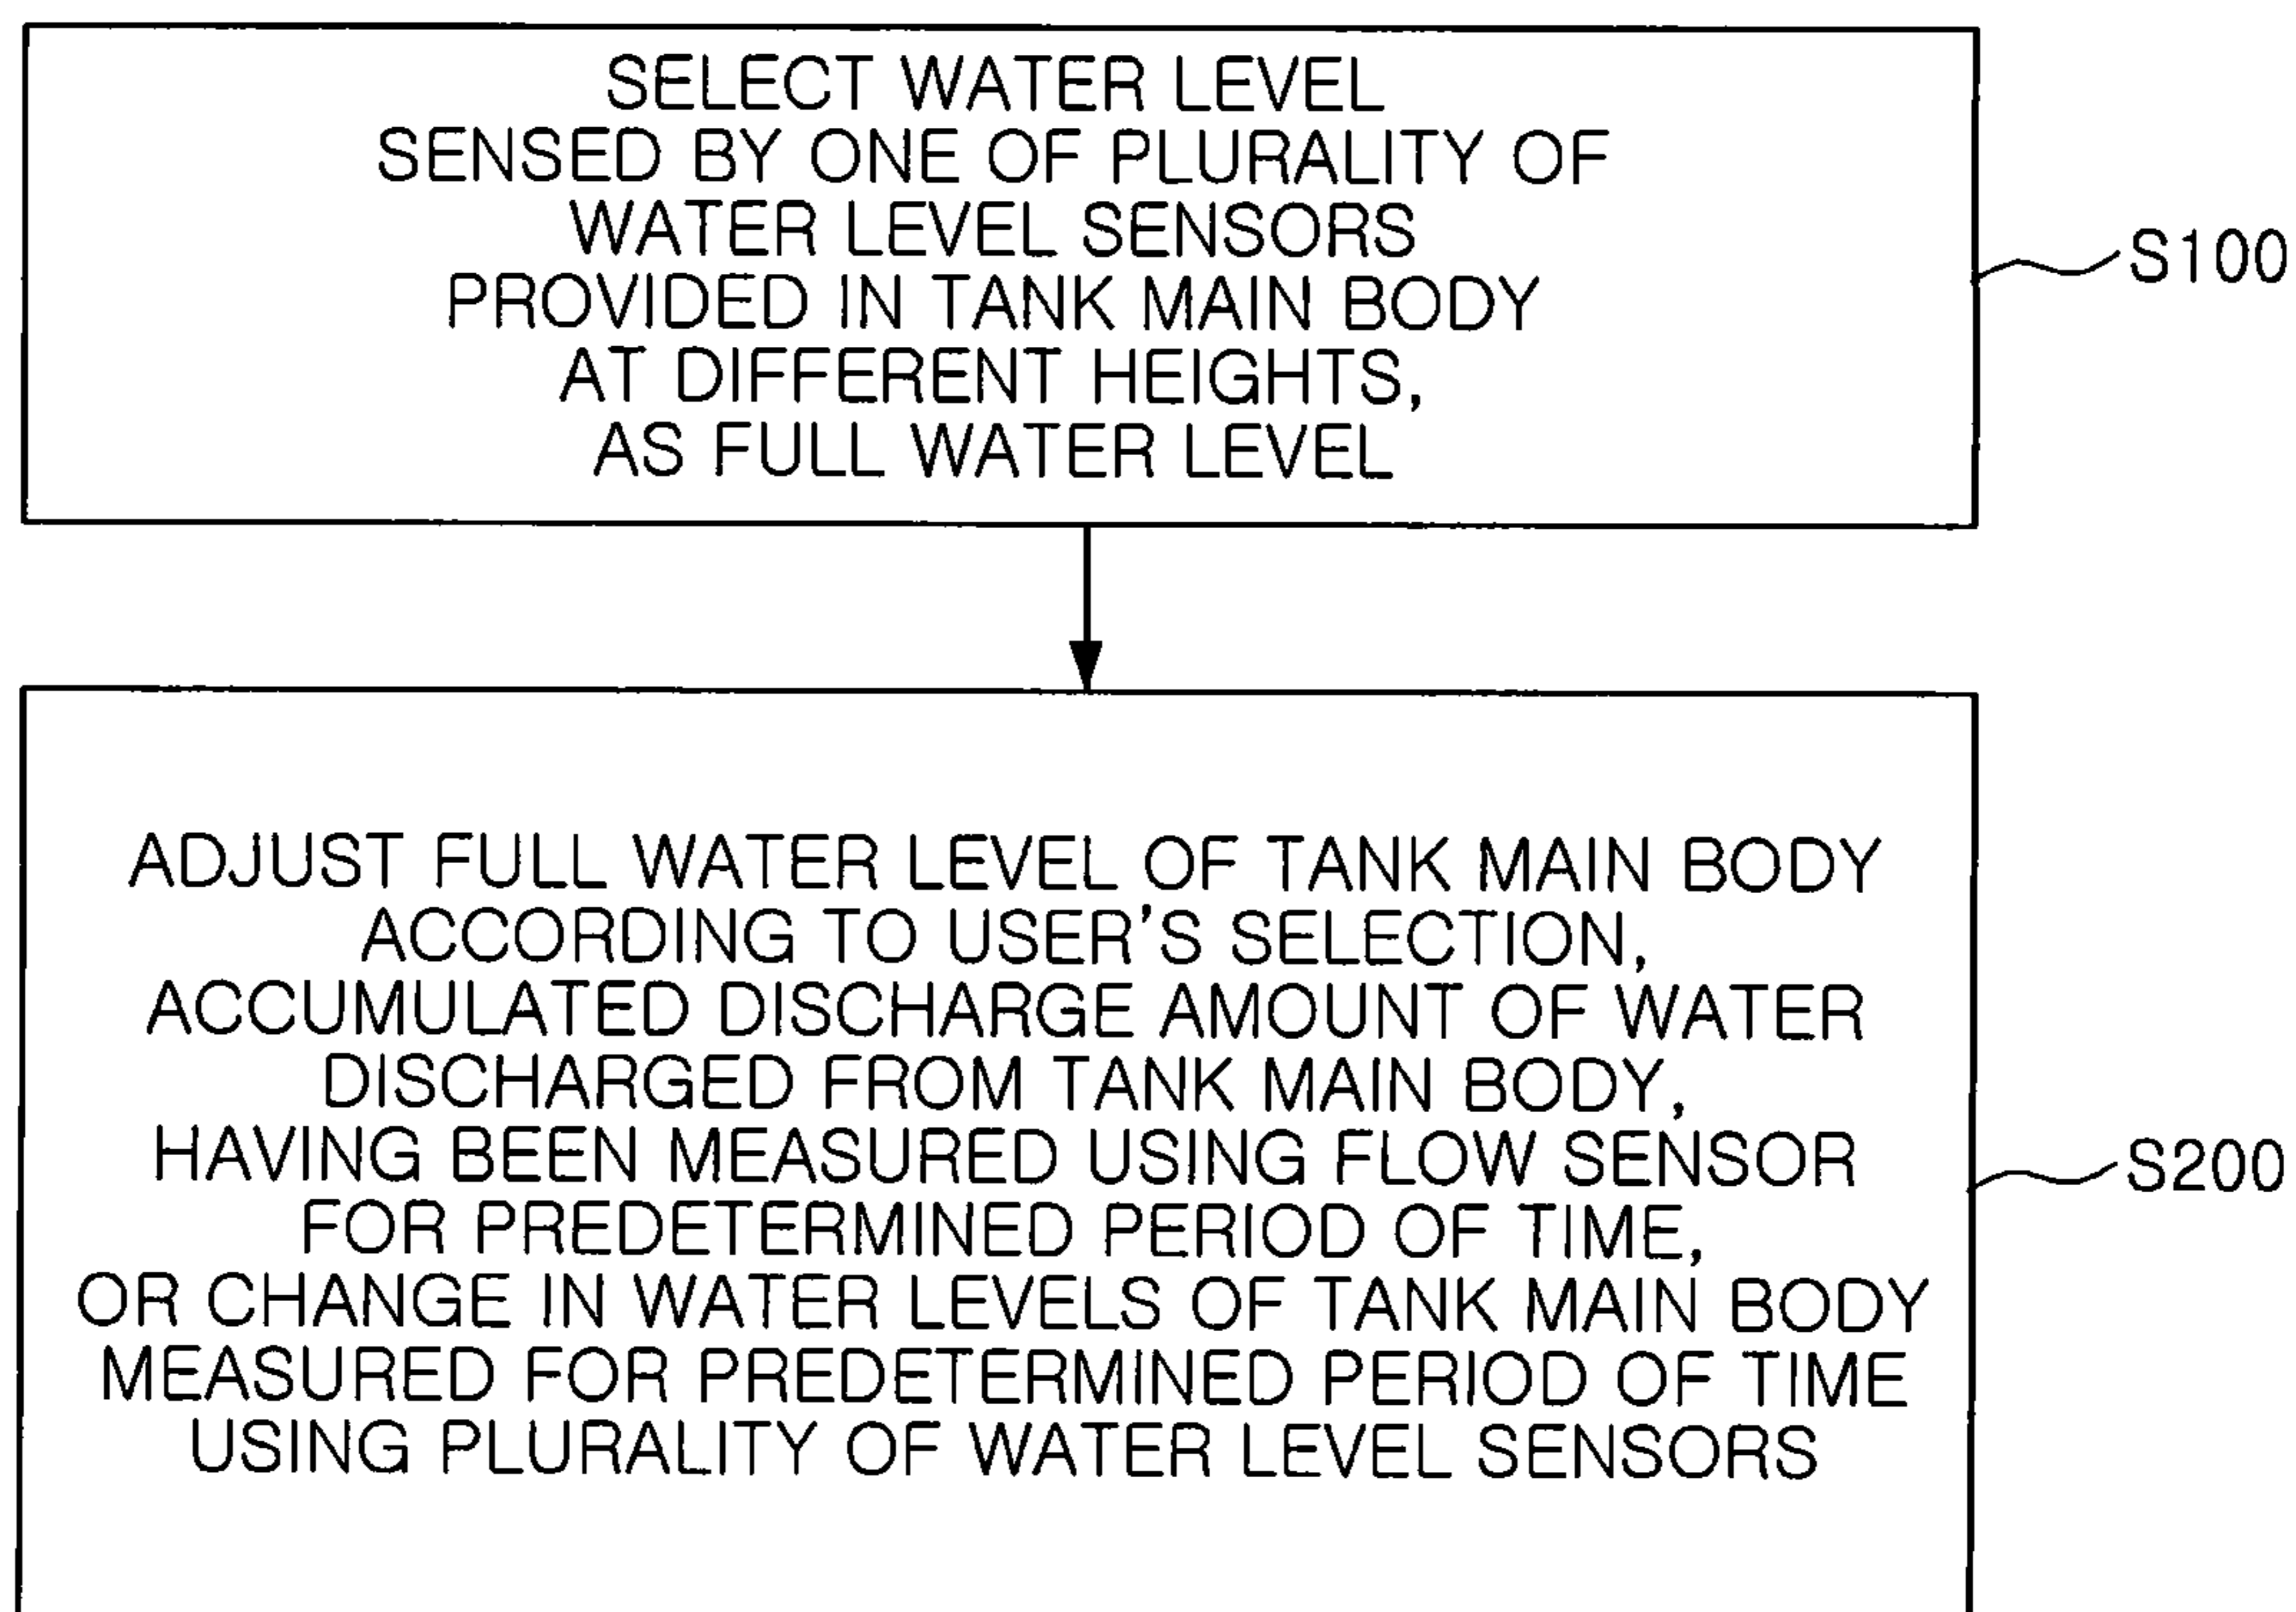 SELECT WATER LEVEL
SENSED BY ONE OF PLURALITY OF
WATER LEVEL SENSORS
PROVIDED IN TANK MAIN BODY
AT DIFFERENT HEIGHTS,
AS FULL WATER LEVEL
S100
ADJUST FULL WATER LEVEL OF TANK MAIN BODY
ACCORDING TO USER'S SELECTION,
ACCUMULATED DISCHARGE AMOUNT OF WATER
DISCHARGED FROM TANK MAIN BODY,
HAVING BEEN MEASURED USING FLOW SENSOR
FOR PREDETERMINED PERIOD OF TIME,
OR CHANGE IN WATER LEVELS OF TANK MAIN BODY
MEASURED FOR PREDETERMINED PERIOD OF TIME
USING PLURALITY OF WATER LEVEL SENSORS
S200